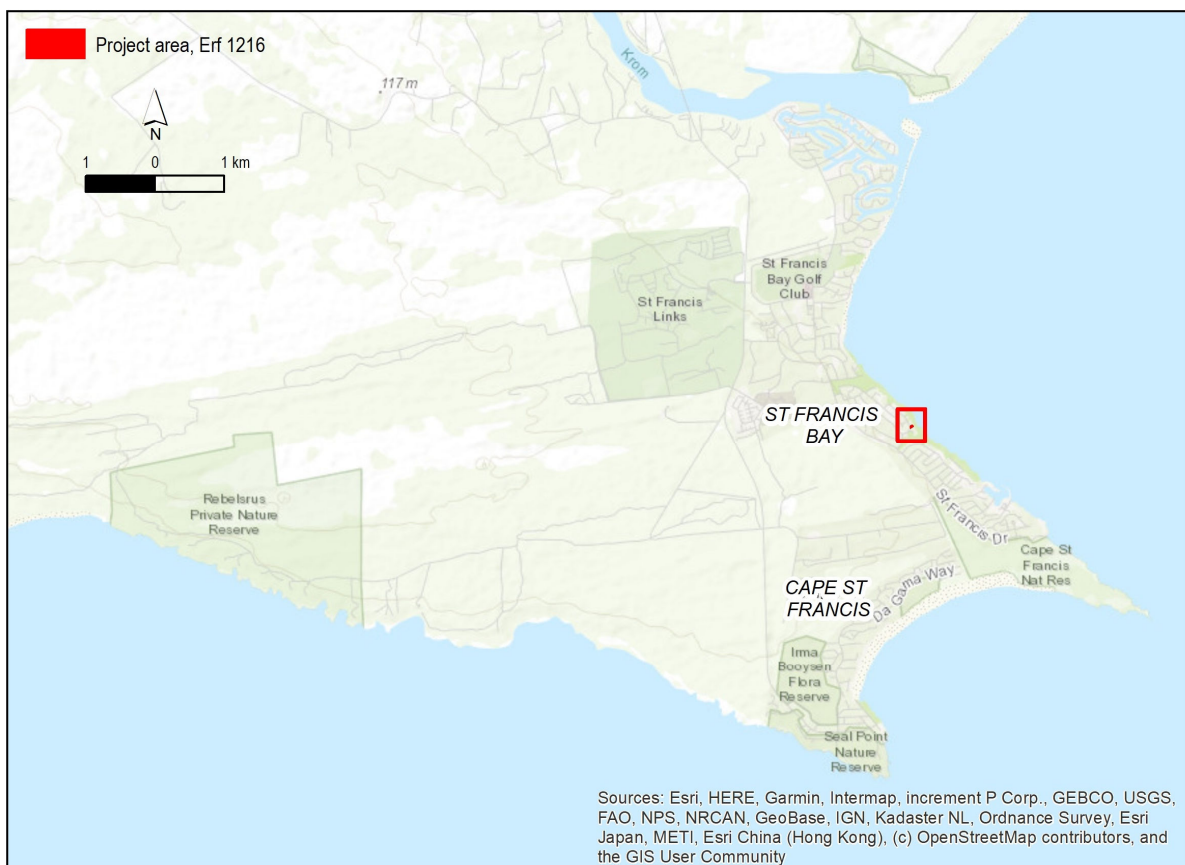 Project area, Erf 1216
Krom
117 m
N
1 0 1 km
St Francis
Bay Golf
Club
St Francis
Links
ST FRANCIS
BAY
Rebelsrus
Private Nature
Reserve
St Francis Dr
Cape St
Francis
Nat Res
CAPE ST
FRANCIS
Da Gama Way
Irma
Booysen
Flora
Reserve
Seal Point
Nature
Reserve
Sources: Esri, HERE, Garmin, Intermap, increment P Corp., GEBCO, USGS,
FAO, NPS, NRCAN, GeoBase, IGN, Kadaster NL, Ordnance Survey, Esri
Japan, METI, Esri China (Hong Kong), (c) OpenStreetMap contributors, and
the GIS User Community